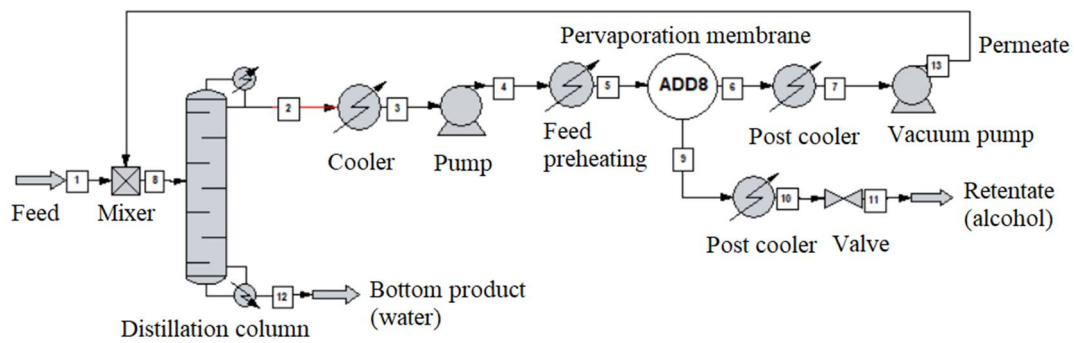 Pervaporation membrane
Permeate
13
2
3
4
5
ADD8
6
7
Cooler
Pump
Feed
preheating
Post cooler
Vacuum pump
9
1
8
Feed
Mixer
10
11
Retentate
(alcohol)
Post cooler
Valve
12
Bottom product
(water)
Distillation column